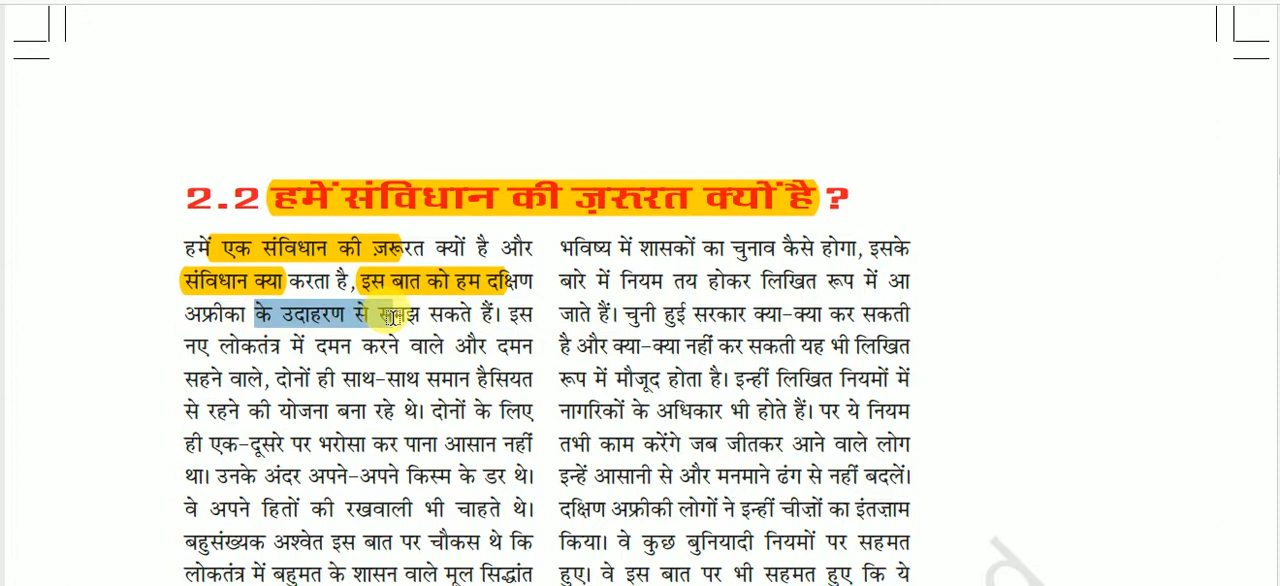 2.2 हमें संविधान की ज़रूरत क्यों है ?
हमें एक संविधान की ज़रूरत क्यों है और
संविधान क्या करता है, इस बात को हम दक्षिण
अफ्रीका के उदाहरण से समझ सकते हैं। इस
नए लोकतंत्र में दमन करने वाले और दमन
सहने वाले, दोनों ही साथ-साथ समान हैसियत
से रहने की योजना बना रहे थे। दोनों के लिए
ही एक-दूसरे पर भरोसा कर पाना आसान नहीं
था। उनके अंदर अपने-अपने किस्म के डर थे।
वे अपने हितों की रखवाली भी चाहते थे।
बहुसंख्यक अश्वेत इस बात पर चौकस थे कि
लोकतंत्र में बहुमत के शासन वाले मूल सिद्धांत
भविष्य में शासकों का चुनाव कैसे होगा, इसके
बारे में नियम तय होकर लिखित रूप में आ
जाते हैं। चुनी हुई सरकार क्या-क्या कर सकती
है और क्या-क्या नहीं कर सकती यह भी लिखित
रूप में मौजूद होता है। इन्हीं लिखित नियमों में
नागरिकों के अधिकार भी होते हैं। पर ये नियम
तभी काम करेंगे जब जीतकर आने वाले लोग
इन्हें आसानी से और मनमाने ढंग से नहीं बदलें।
दक्षिण अफ्रीकी लोगों ने इन्हीं चीज़ों का इंतज़ाम
किया। वे कुछ बुनियादी नियमों पर सहमत
हुए। वे इस बात पर भी सहमत हुए कि ये